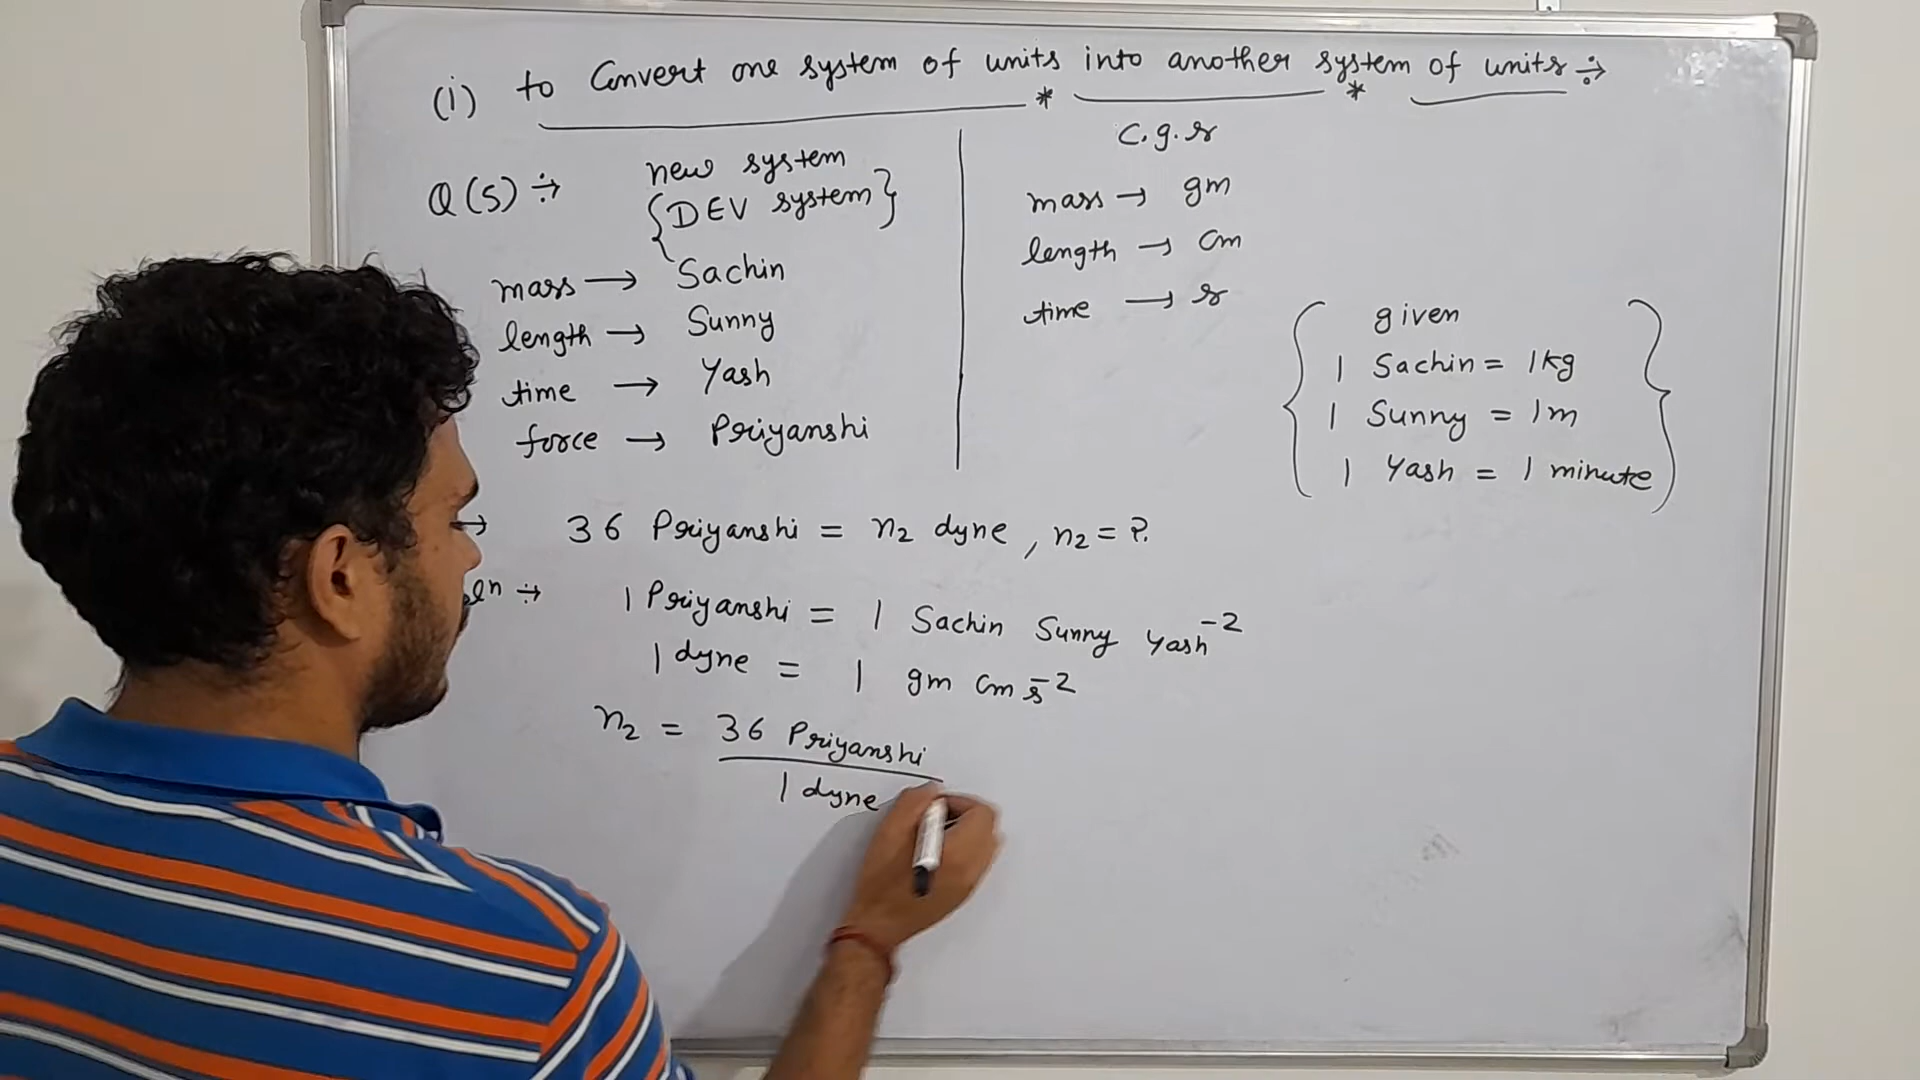 (i) to Convert one system of units into another system of units ÷
* *
Q(5) ÷ new system
{DEV system}
mass → Sachin
length → Sunny
time → Yash
force → Priyanshi
C.g.s
mass → gm
length → cm
time → s
given
1 Sachin = 1kg
1 Sunny = 1m
1 Yash = 1 minute
→ 36 Priyanshi = n₂ dyne, n₂ = ?
lⁿ ÷ 1 Priyanshi = 1 Sachin Sunny Yash⁻²
1 dyne = 1 gm cm s⁻²
n₂ = 36 Priyanshi
1 dyne